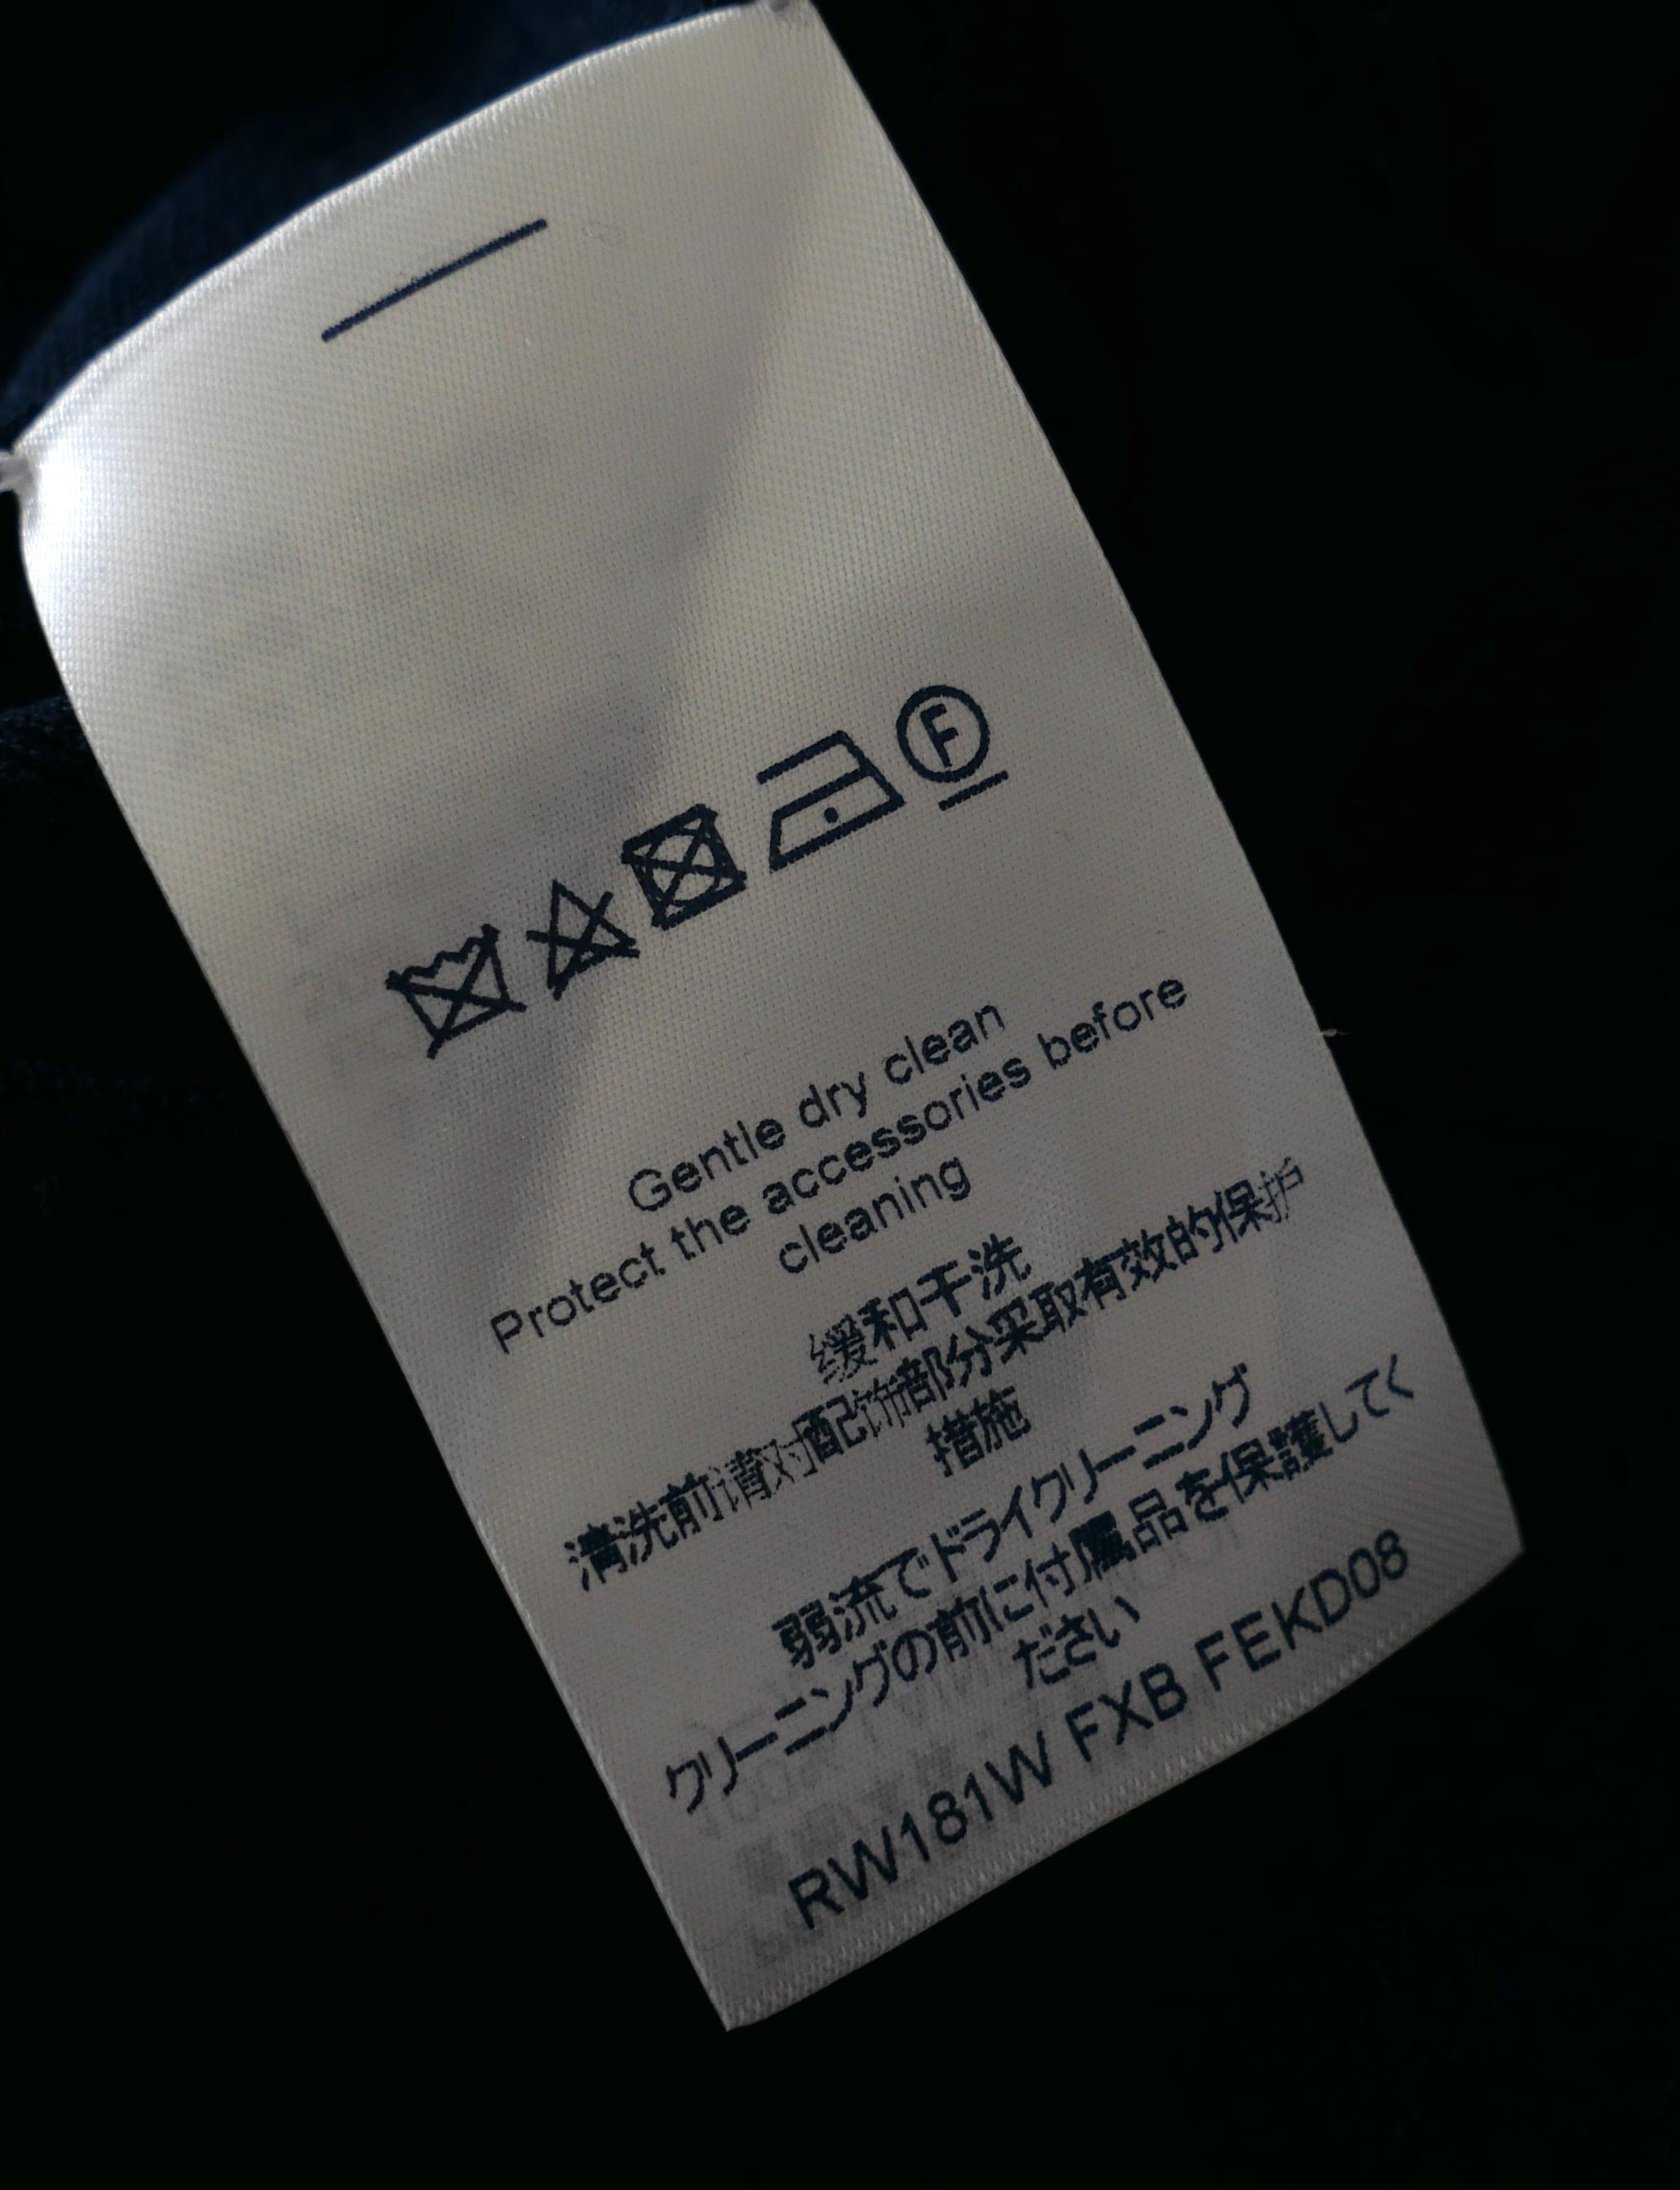 F
Gentle dry clean
Protect the accessories before
cleaning
缓和干洗
清洗前请对配饰部分采取有效的保护
措施
弱流でドライクリーニング
クリーニングの前に付属品を保護してく
ださい
RW181W FXB FEKD08